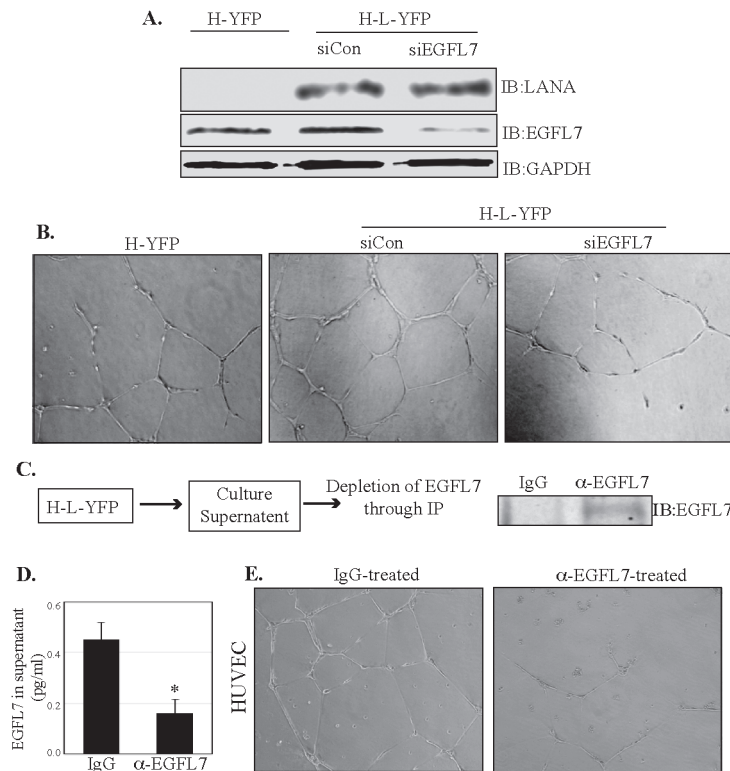 A.
H-YFP
H-L-YFP
siCon
siEGFL7
IB:LANA
IB:EGFL7
IB:GAPDH
B.
H-YFP
H-L-YFP
siCon
siEGFL7
C.
H-L-YFP
Culture
Supernatent
Depletion of EGFL7
through IP
IgG
α-EGFL7
IB:EGFL7
D.
EGFL7 in supernatant
(pg/ml)
0.6
0.4
0.2
0.0
*
IgG
α-EGFL7
E.
IgG-treated
α-EGFL7-treated
HUVEC